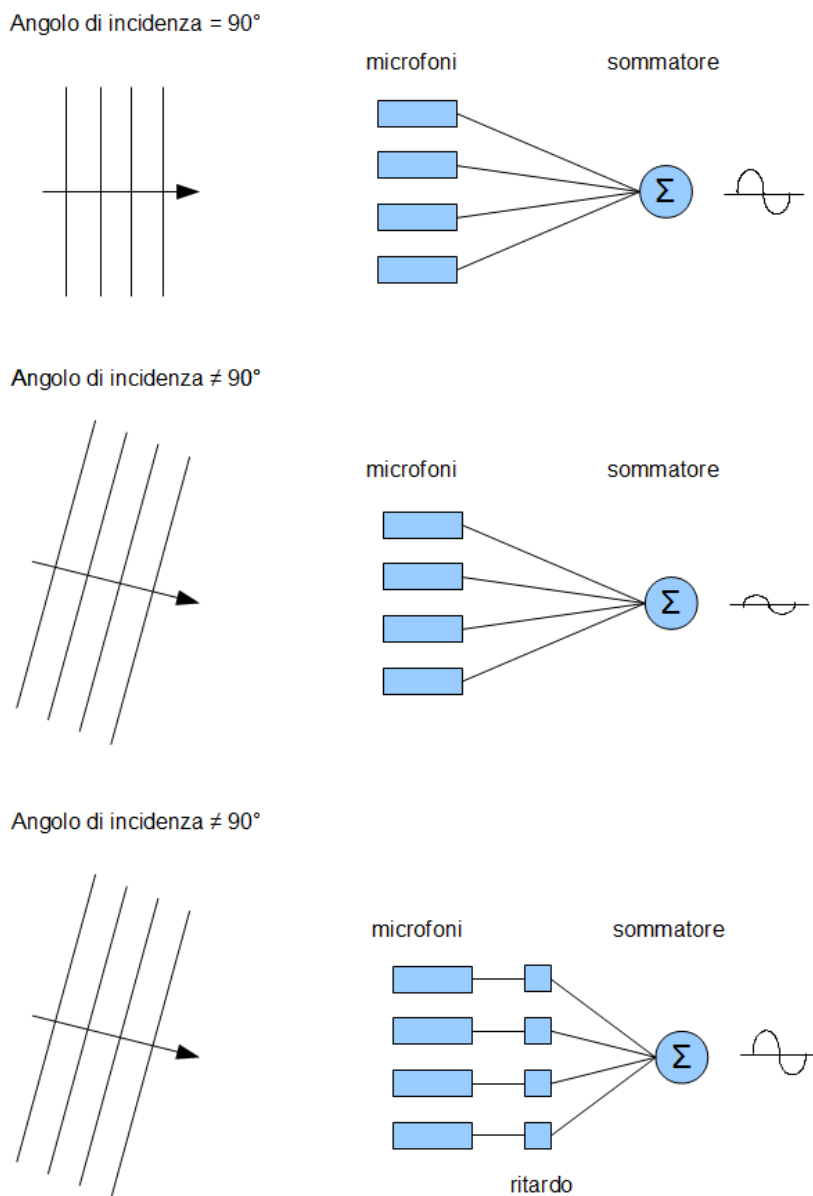 Angolo di incidenza = 90°
microfoni sommatore
Σ
Angolo di incidenza ≠ 90°
microfoni sommatore
Σ
Angolo di incidenza ≠ 90°
microfoni sommatore
Σ
ritardo